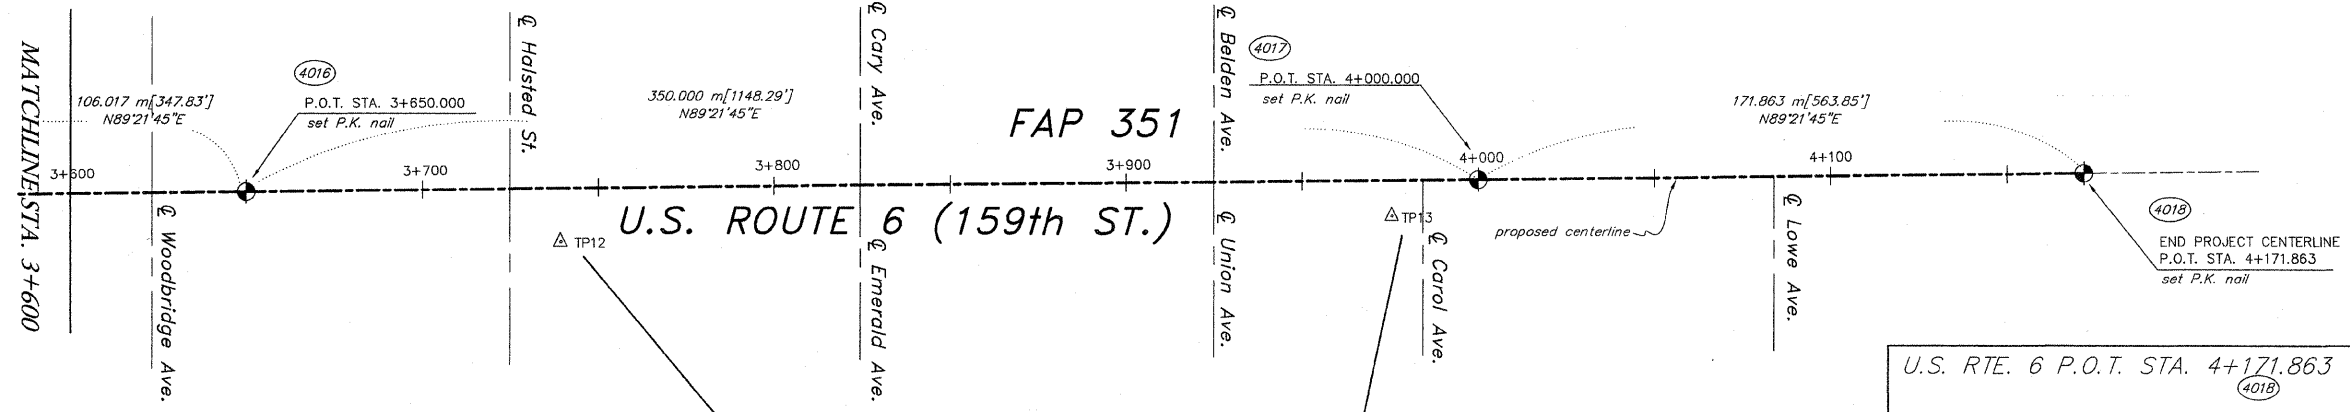 MATCHLINE STA. 3+600
106.017 m[347.83']
N89°21'45"E
3+600
℄ Woodbridge Ave.
4016
P.O.T. STA. 3+650.000
set P.K. nail
3+700
℄ Halsted St.
TP12
350.000 m[1148.29']
N89°21'45"E
3+800
℄ Cary Ave.
℄ Emerald Ave.
FAP 351
U.S. ROUTE 6 (159th ST.)
3+900
℄ Belden Ave.
℄ Union Ave.
4017
P.O.T. STA. 4+000.000
set P.K. nail
TP13
℄ Carol Ave.
4+000
proposed centerline
171.863 m[563.85']
N89°21'45"E
℄ Lowe Ave.
4+100
4018
END PROJECT CENTERLINE
P.O.T. STA. 4+171.863
set P.K. nail
U.S. RTE. 6 P.O.T. STA. 4+171.863
4018